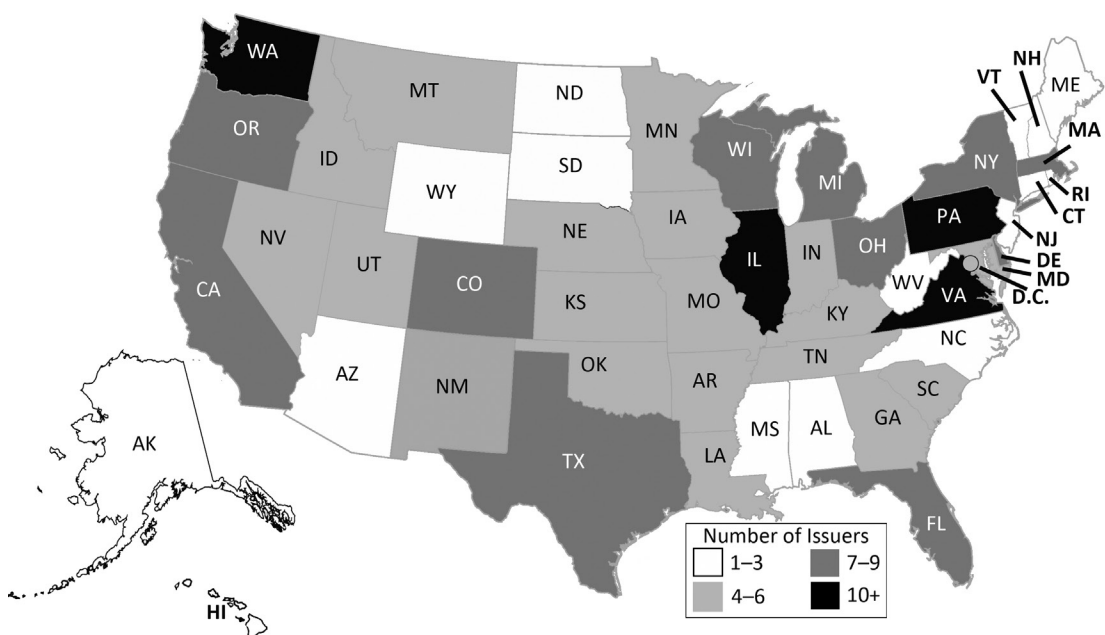 WA
MT
ND
MN
OR
ID
SD
WY
WI
MI
NY
VT
NH
ME
MA
RI
CT
NJ
DE
MD
D.C.
PA
IA
NE
NV
UT
CO
CA
KS
MO
IL
IN
OH
WV
VA
KY
NC
TN
OK
AR
AZ
NM
SC
MS
AL
GA
LA
TX
FL
AK
HI
Number of Issuers
1–3
7–9
4–6
10+